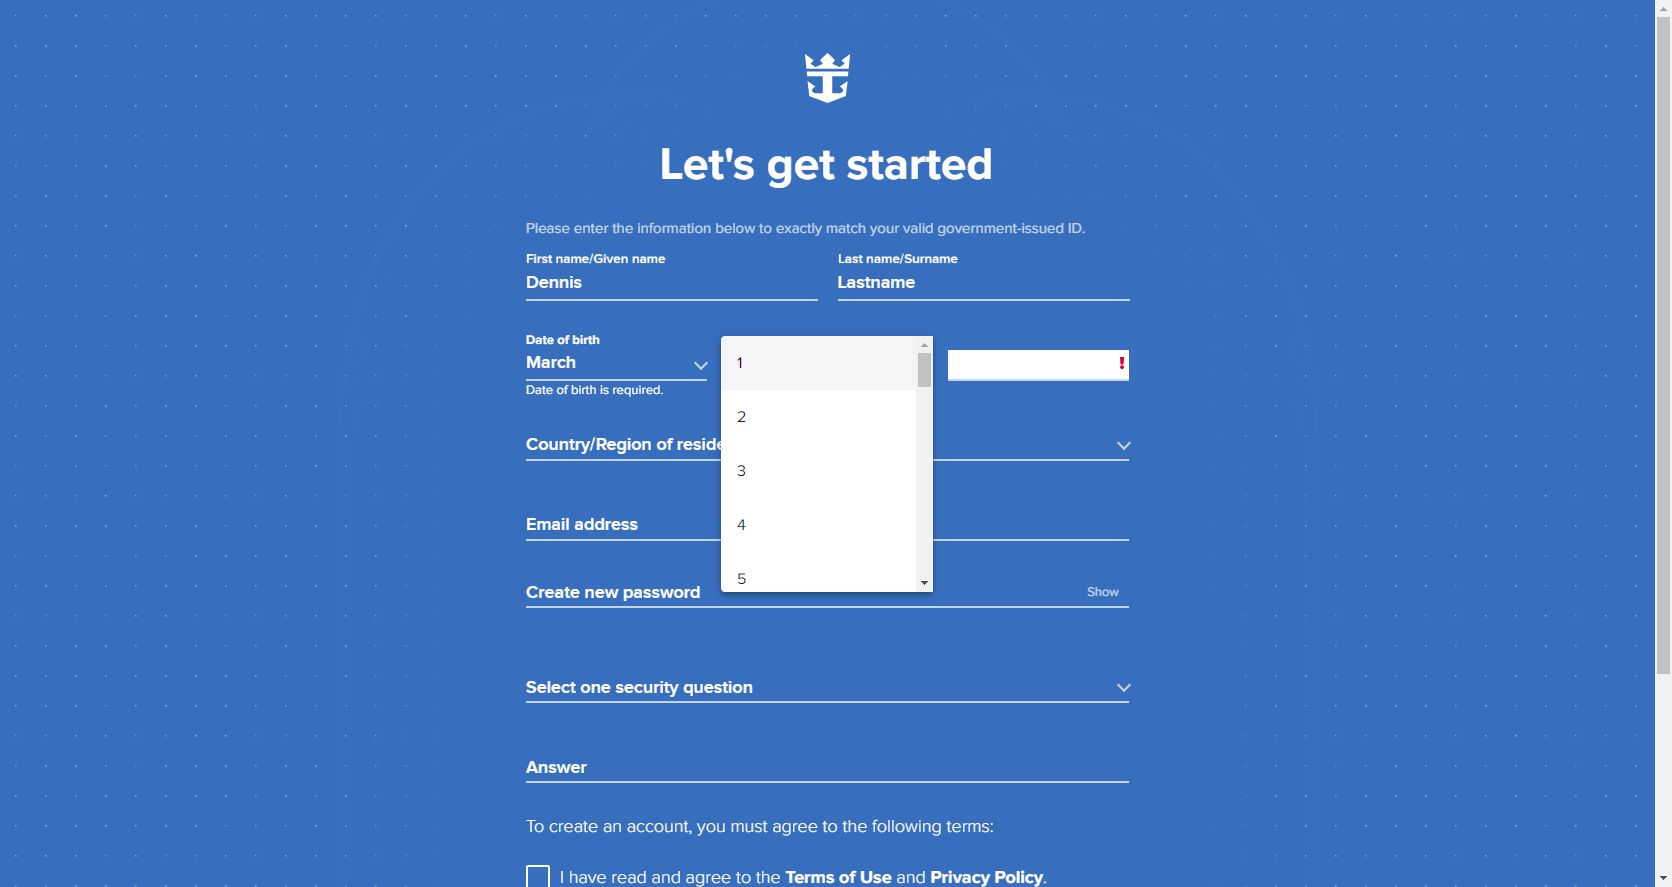 Let's get started
Please enter the information below to exactly match your valid government-issued ID.
First name/Given name
Last name/Surname
Dennis
Lastname
Date of birth
March
1
!
Date of birth is required.
2
Country/Region of reside
3
Email address
4
5
Create new password
Show
Select one security question
Answer
To create an account, you must agree to the following terms:
I have read and agree to the Terms of Use and Privacy Policy.